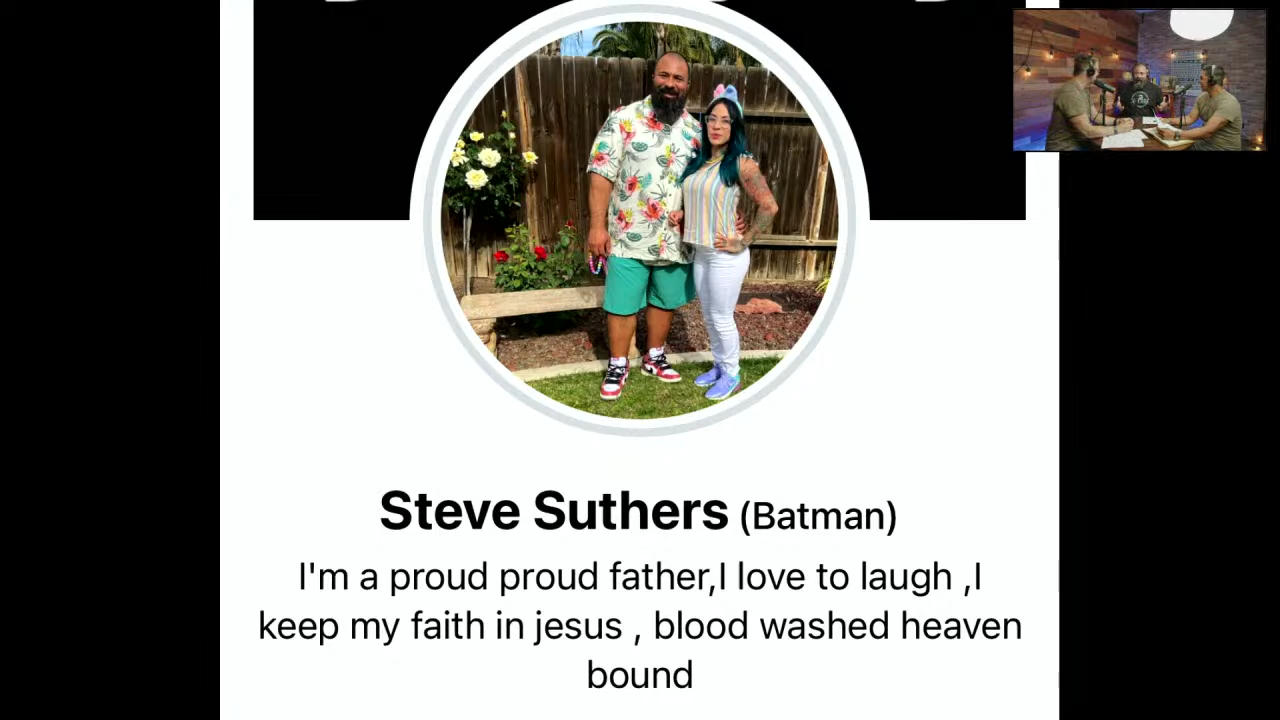 Steve Suthers (Batman)
I'm a proud proud father,I love to laugh ,I
keep my faith in jesus , blood washed heaven
bound